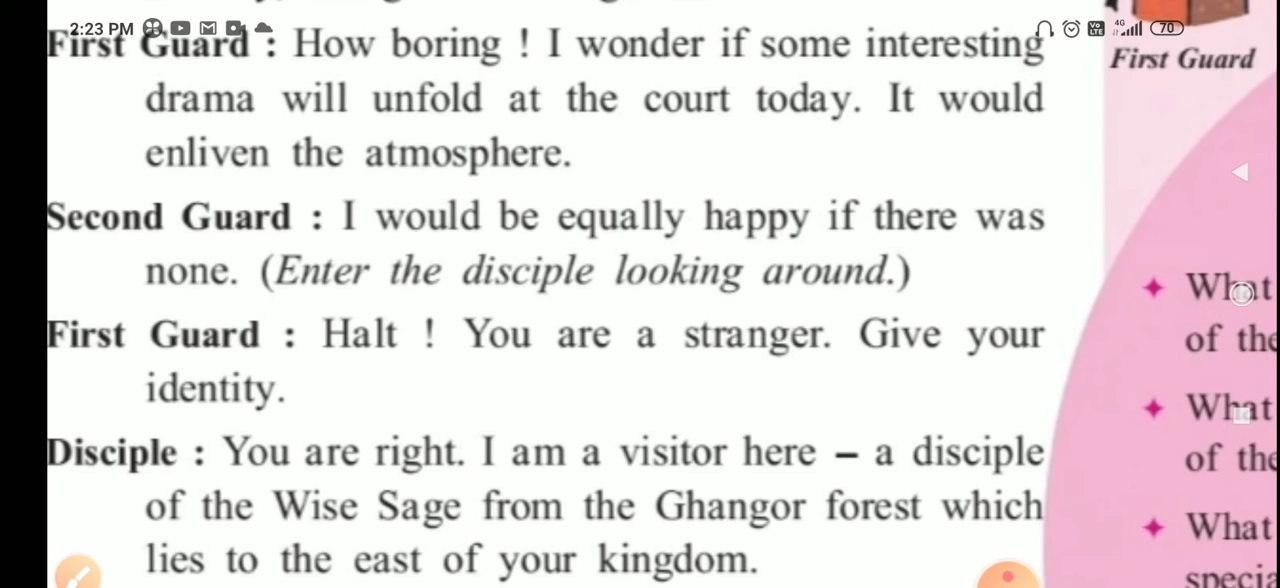 2:23 PM
4G
70
First Guard : How boring ! I wonder if some interesting
drama will unfold at the court today. It would
enliven the atmosphere.
Second Guard : I would be equally happy if there was
none. (Enter the disciple looking around.)
First Guard : Halt ! You are a stranger. Give your
identity.
Disciple : You are right. I am a visitor here – a disciple
of the Wise Sage from the Ghangor forest which
lies to the east of your kingdom.
First Guard
What
of the
What
of the
What